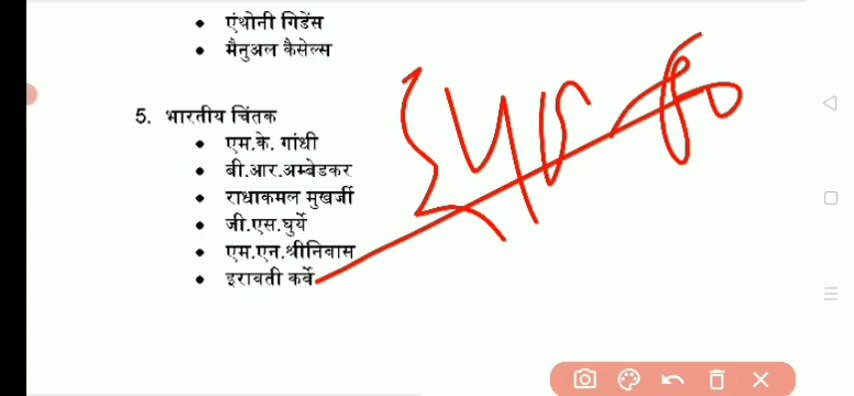 • एंथोनी गिडेंस
• मैनुअल कैसेल्स
5. भारतीय चिंतक
• एम.के. गांधी
• बी.आर.अम्बेडकर
• राधाकमल मुखर्जी
• जी.एस.घुर्ये
• एम.एन.श्रीनिवास
• इरावती कर्वे